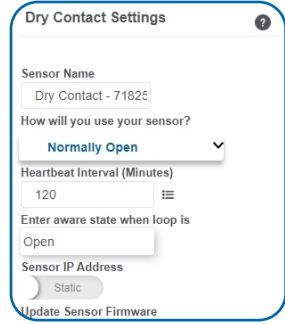 Dry Contact Settings ?
Sensor Name
Dry Contact - 71825
How will you use your sensor?
Normally Open
Heartbeat Interval (Minutes)
120
Enter aware state when loop is
Open
Sensor IP Address
Static
Update Sensor Firmware